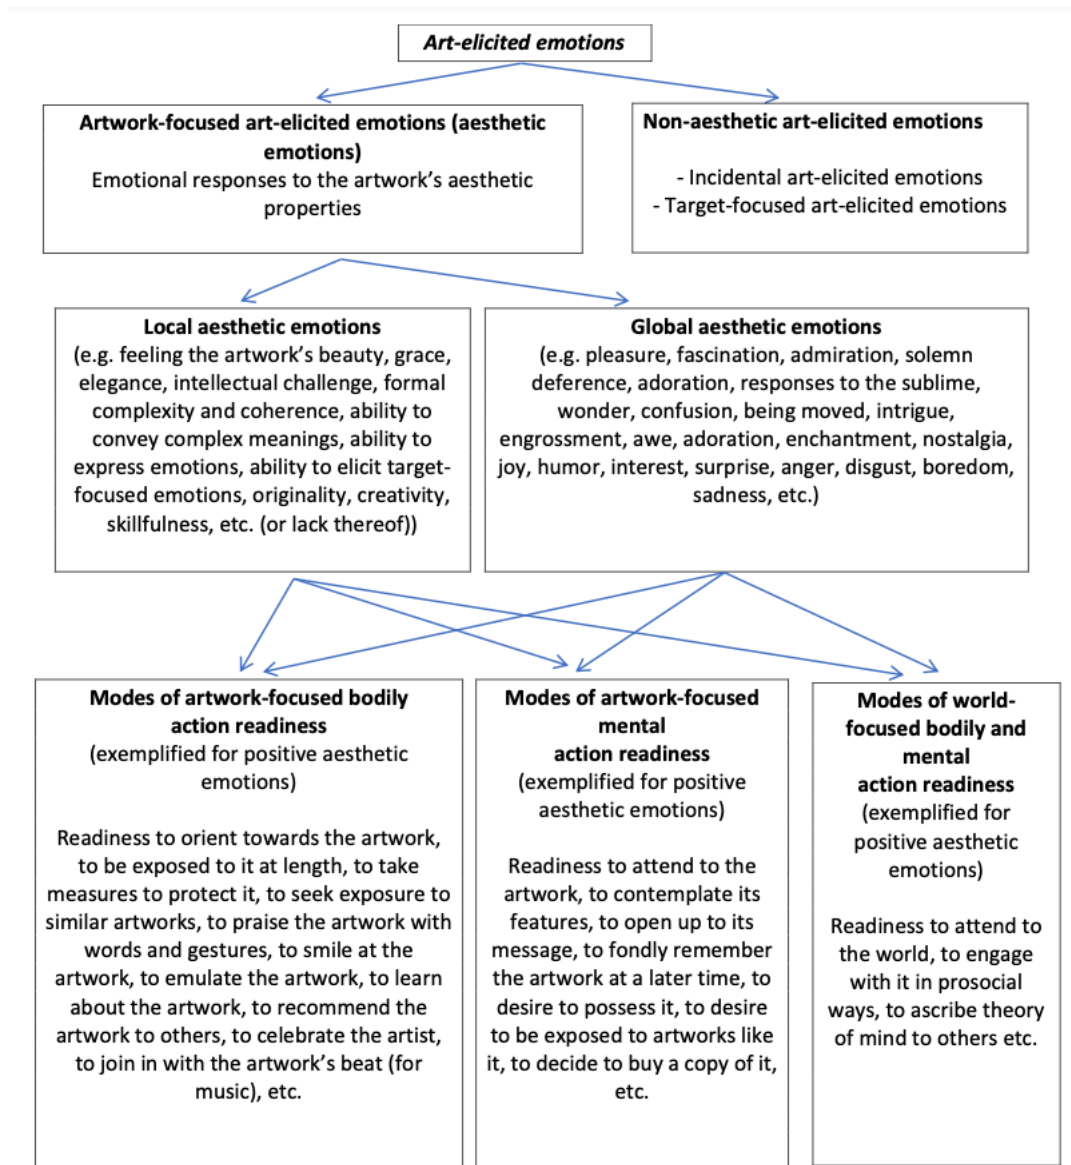 Art-elicited emotions
Artwork-focused art-elicited emotions (aesthetic
emotions)
Emotional responses to the artwork's aesthetic
properties
Non-aesthetic art-elicited emotions
- Incidental art-elicited emotions
- Target-focused art-elicited emotions
Local aesthetic emotions
(e.g. feeling the artwork's beauty, grace,
elegance, intellectual challenge, formal
complexity and coherence, ability to
convey complex meanings, ability to
express emotions, ability to elicit target-
focused emotions, originality, creativity,
skillfulness, etc. (or lack thereof))
Global aesthetic emotions
(e.g. pleasure, fascination, admiration, solemn
deference, adoration, responses to the sublime,
wonder, confusion, being moved, intrigue,
engrossment, awe, adoration, enchantment, nostalgia,
joy, humor, interest, surprise, anger, disgust, boredom,
sadness, etc.)
Modes of artwork-focused bodily
action readiness
(exemplified for positive aesthetic
emotions)
Readiness to orient towards the artwork,
to be exposed to it at length, to take
measures to protect it, to seek exposure to
similar artworks, to praise the artwork with
words and gestures, to smile at the
artwork, to emulate the artwork, to learn
about the artwork, to recommend the
artwork to others, to celebrate the artist,
to join in with the artwork's beat (for
music), etc.
Modes of artwork-focused
mental
action readiness
(exemplified for positive
aesthetic emotions)
Readiness to attend to the
artwork, to contemplate its
features, to open up to its
message, to fondly remember
the artwork at a later time, to
desire to possess it, to desire
to be exposed to artworks like
it, to decide to buy a copy of it,
etc.
Modes of world-
focused bodily and
mental
action readiness
(exemplified for
positive aesthetic
emotions)
Readiness to attend to
the world, to engage
with it in prosocial
ways, to ascribe theory
of mind to others etc.